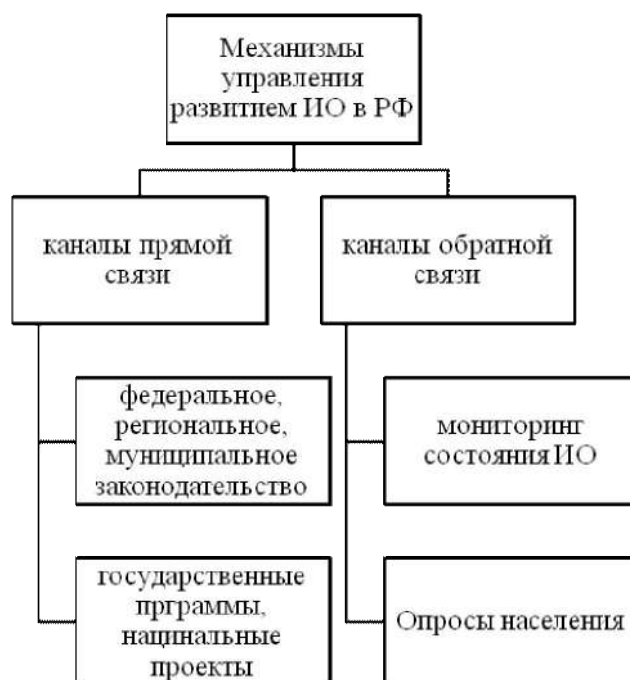 Механизмы
управления
развитием ИО в РФ
каналы прямой
связи
каналы обратной
связи
федеральное,
региональное,
муниципальное
законодательство
мониторинг
состояния ИО
государственные
прграммы,
нацинальные
проекты
Опросы населения